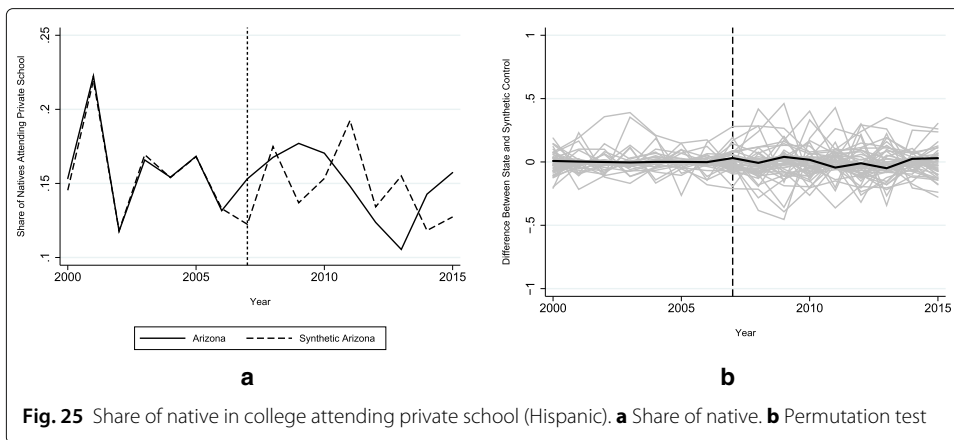 .25
.2
.15
.1
Share of Natives Attending Private School
2000 2005 2010 2015
Year
Arizona Synthetic Arizona
a
1
.5
0
-.5
-1
Difference Between State and Synthetic Control
2000 2005 2010 2015
Year
b
Fig. 25 Share of native in college attending private school (Hispanic). a Share of native. b Permutation test